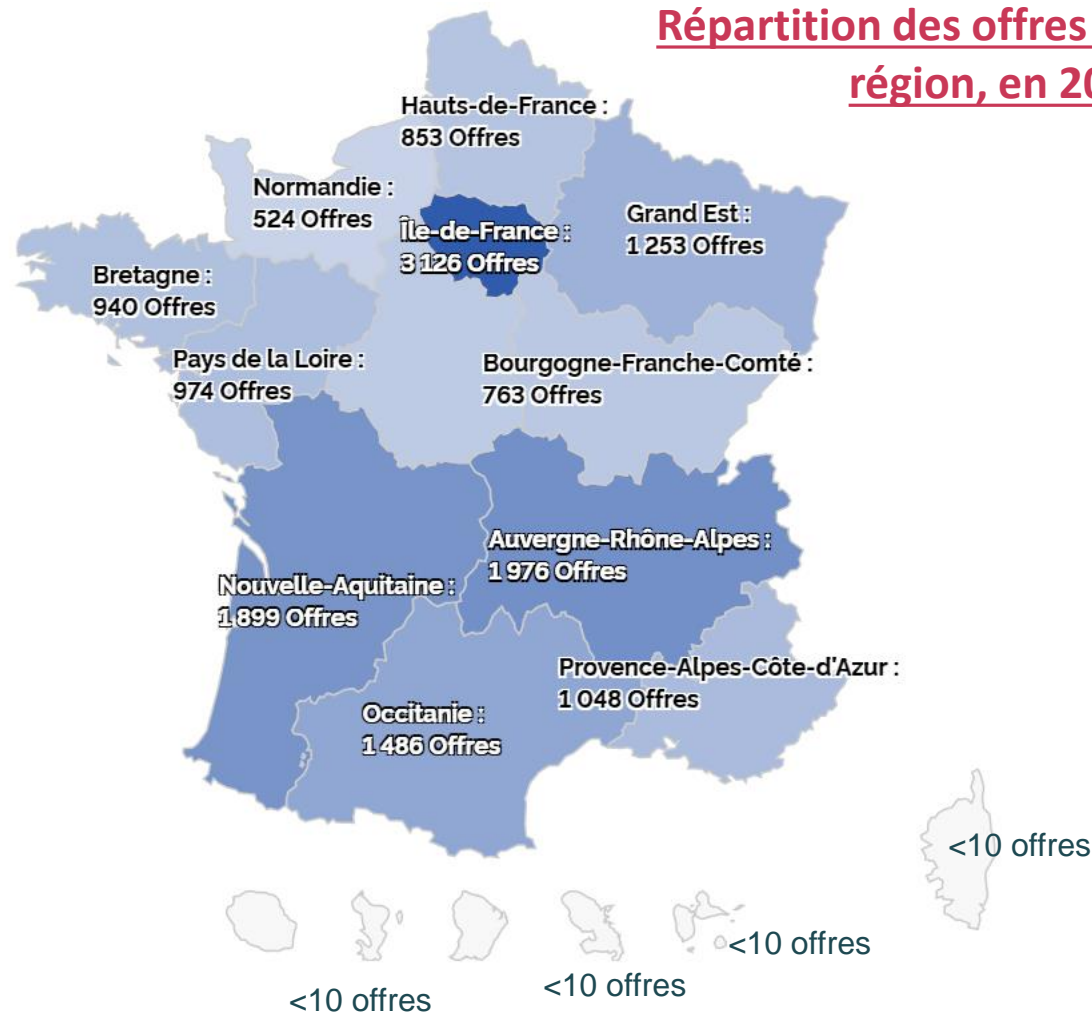 Répartition des offres
région, en 20
Hauts-de-France :
853 Offres
Normandie :
524 Offres
Île-de-France :
3 126 Offres
Grand Est :
1 253 Offres
Bretagne :
940 Offres
Pays de la Loire :
974 Offres
Bourgogne-Franche-Comté :
763 Offres
Auvergne-Rhône-Alpes :
1 976 Offres
Nouvelle-Aquitaine :
1 899 Offres
Provence-Alpes-Côte-d'Azur :
1 048 Offres
Occitanie :
1 486 Offres
<10 offres
<10 offres
<10 offres
<10 offres